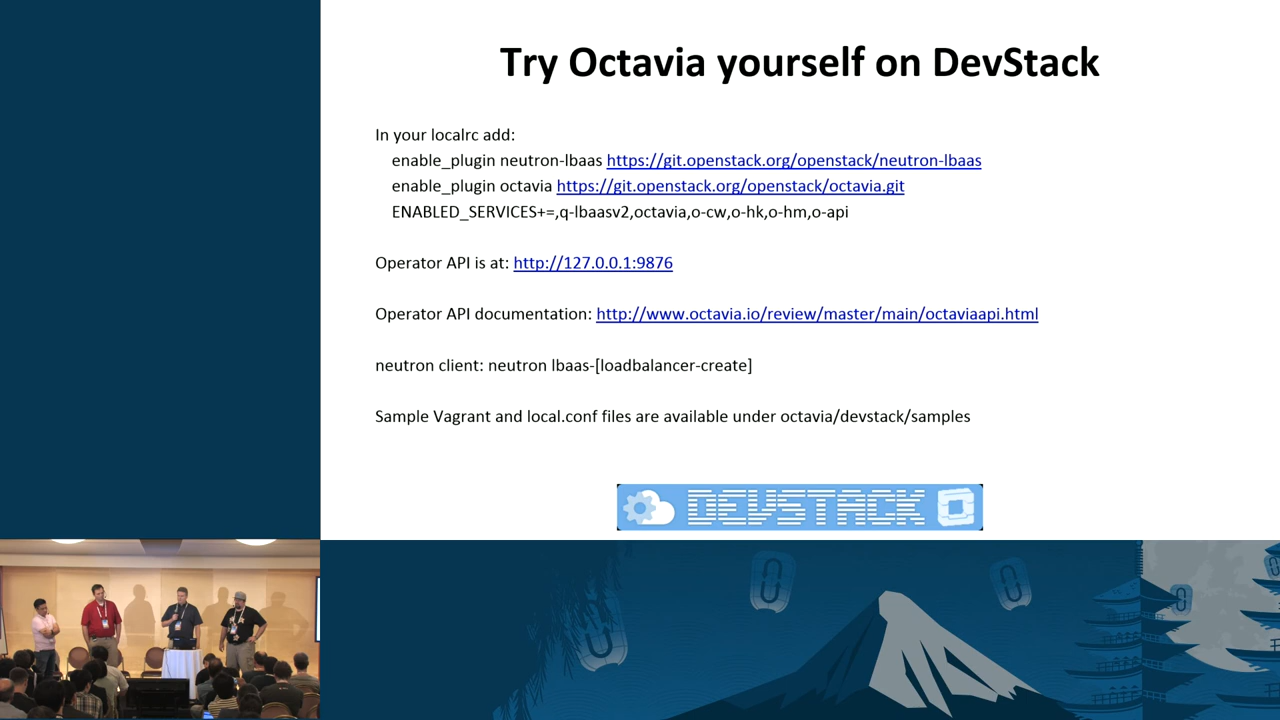 Try Octavia yourself on DevStack
In your localrc add:
enable_plugin neutron-lbaas https://git.openstack.org/openstack/neutron-lbaas
enable_plugin octavia https://git.openstack.org/openstack/octavia.git
ENABLED_SERVICES+=,q-lbaasv2,octavia,o-cw,o-hk,o-hm,o-api
Operator API is at: http://127.0.0.1:9876
Operator API documentation: http://www.octavia.io/review/master/main/octaviaapi.html
neutron client: neutron lbaas-[loadbalancer-create]
Sample Vagrant and local.conf files are available under octavia/devstack/samples
DEVSTACK